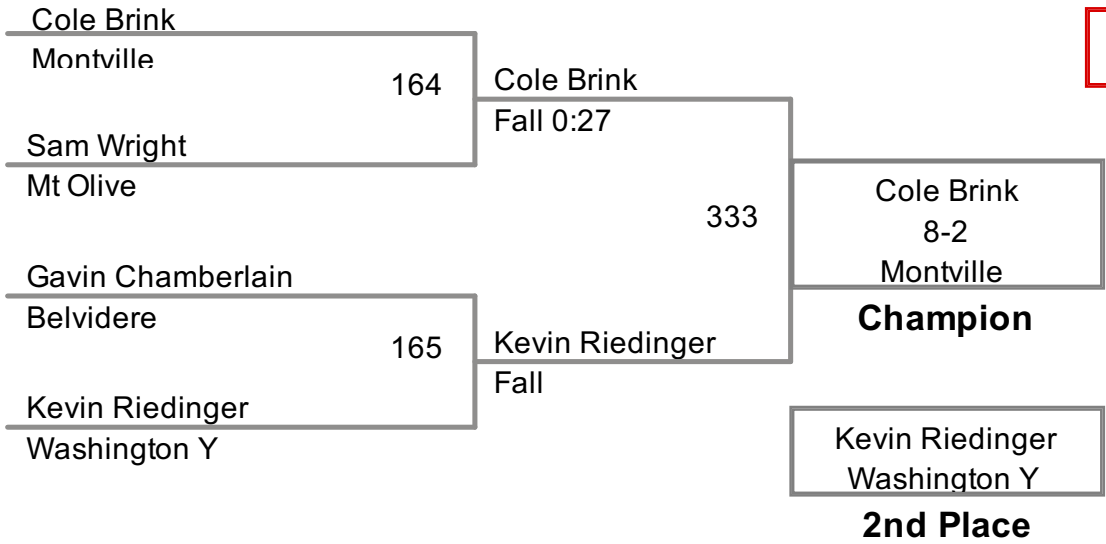 Cole Brink
Montville
164
Cole Brink
Fall 0:27
Sam Wright
Mt Olive
333
Cole Brink
8-2
Montville
Champion
Gavin Chamberlain
Belvidere
165
Kevin Riedinger
Fall
Kevin Riedinger
Washington Y
Kevin Riedinger
Washington Y
2nd Place